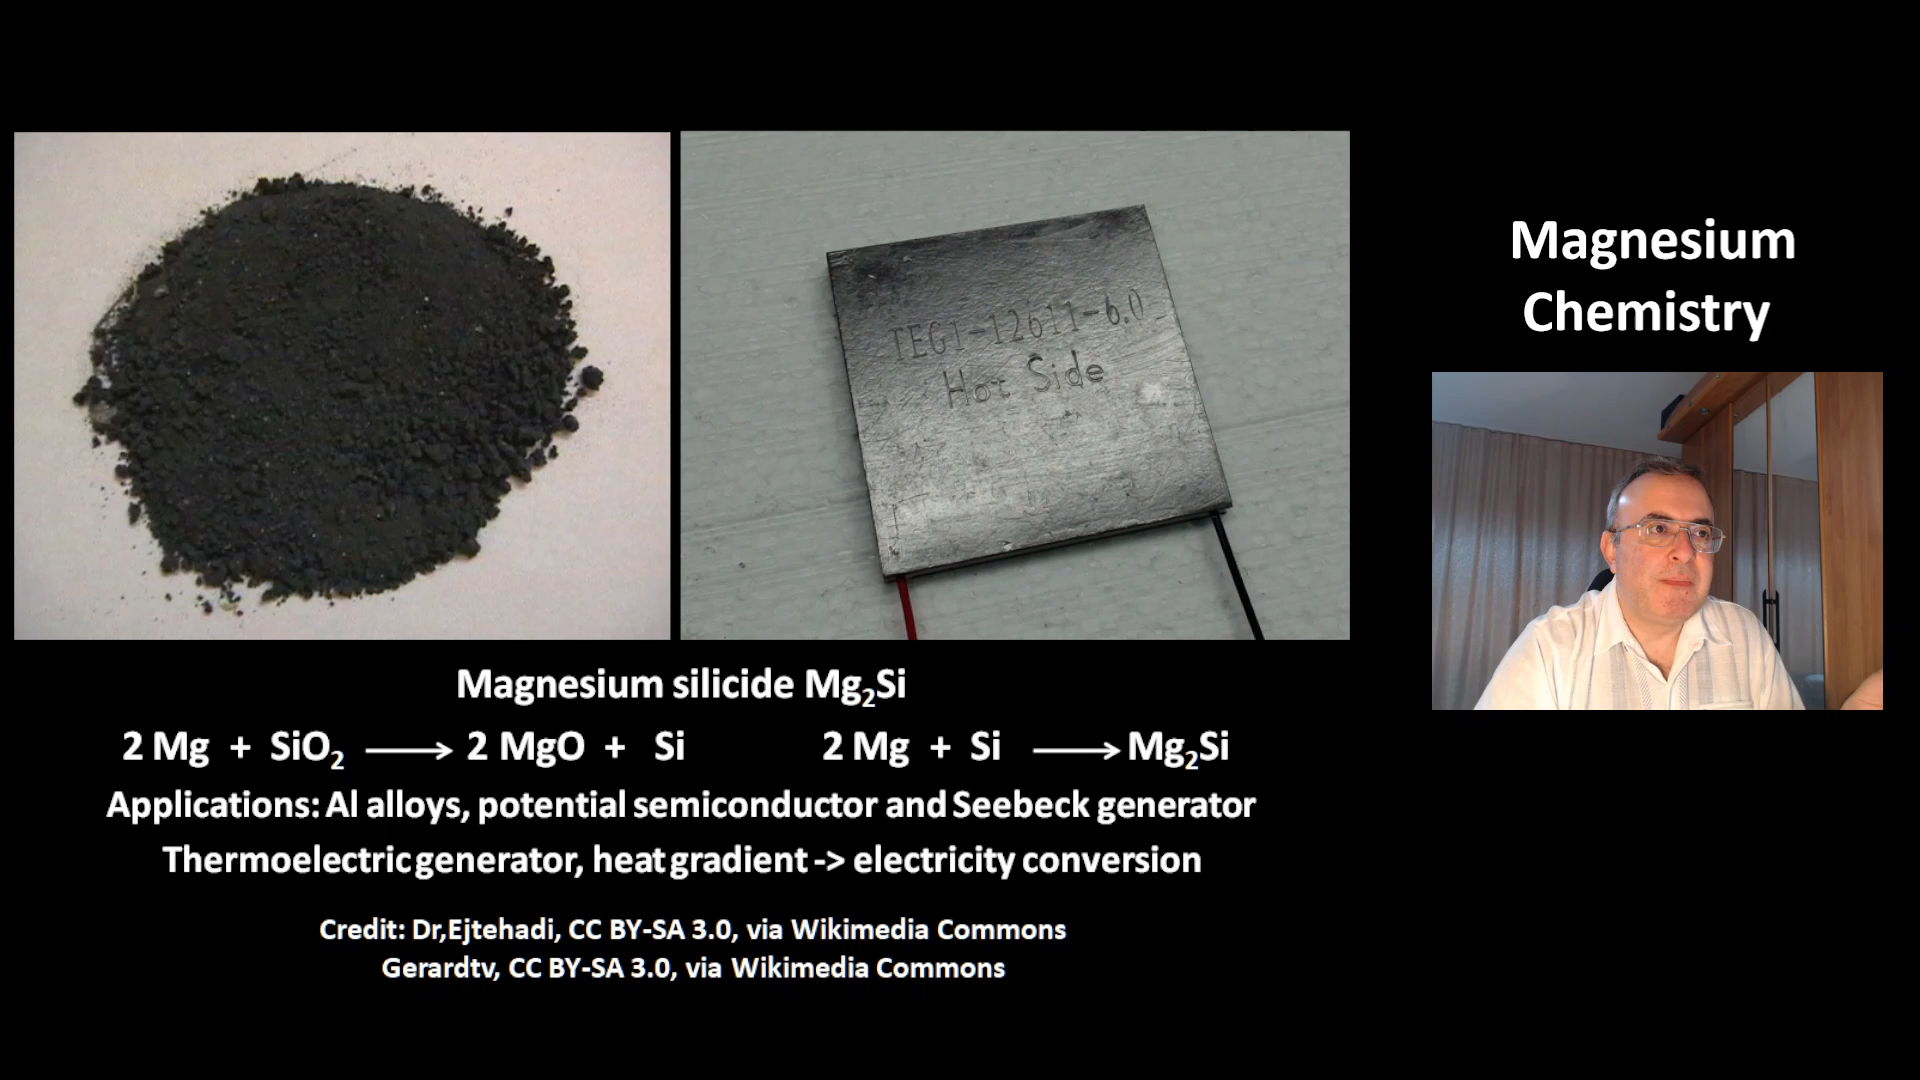 TEG1-12611-6.0
Hot Side
Magnesium
Chemistry
Magnesium silicide Mg₂Si
2 Mg + SiO₂ ⟶ 2 MgO + Si 2 Mg + Si ⟶ Mg₂Si
Applications: Al alloys, potential semiconductor and Seebeck generator
Thermoelectric generator, heat gradient -> electricity conversion
Credit: Dr,Ejtehadi, CC BY-SA 3.0, via Wikimedia Commons
Gerardtv, CC BY-SA 3.0, via Wikimedia Commons